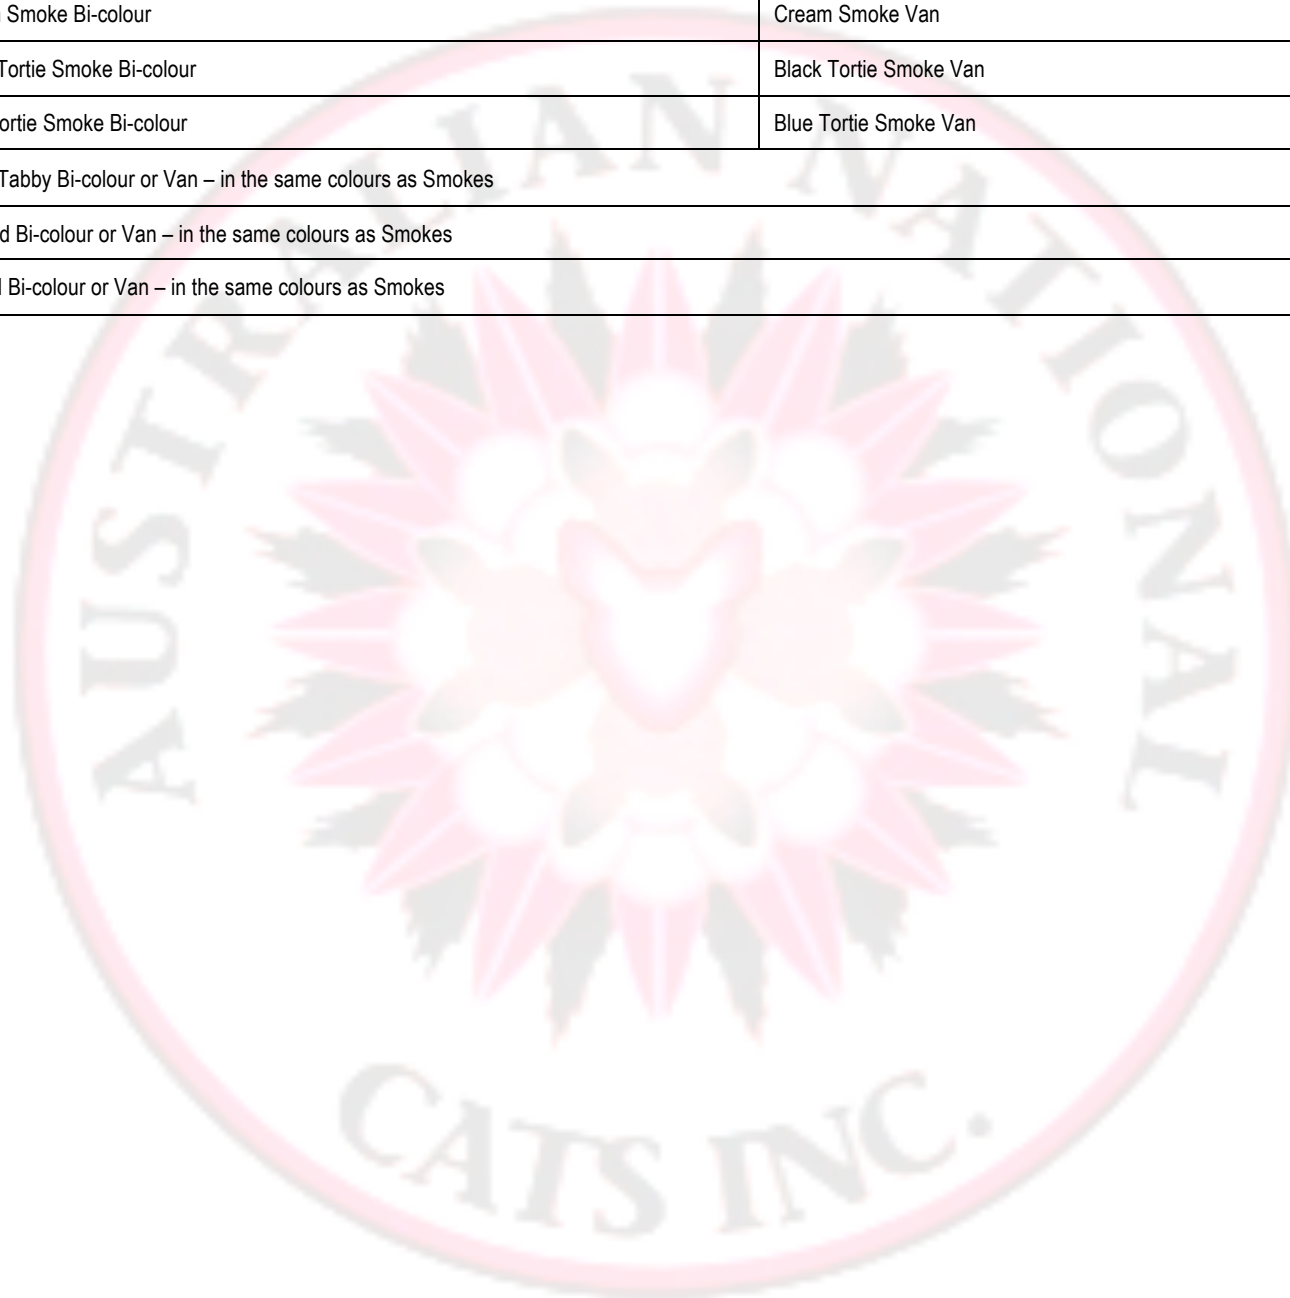 Smoke Bi-colour
Cream Smoke Van
Tortie Smoke Bi-colour
Black Tortie Smoke Van
ortie Smoke Bi-colour
Blue Tortie Smoke Van
Tabby Bi-colour or Van – in the same colours as Smokes
d Bi-colour or Van – in the same colours as Smokes
Bi-colour or Van – in the same colours as Smokes
AUSTRALIAN NATIONAL
CATS INC.